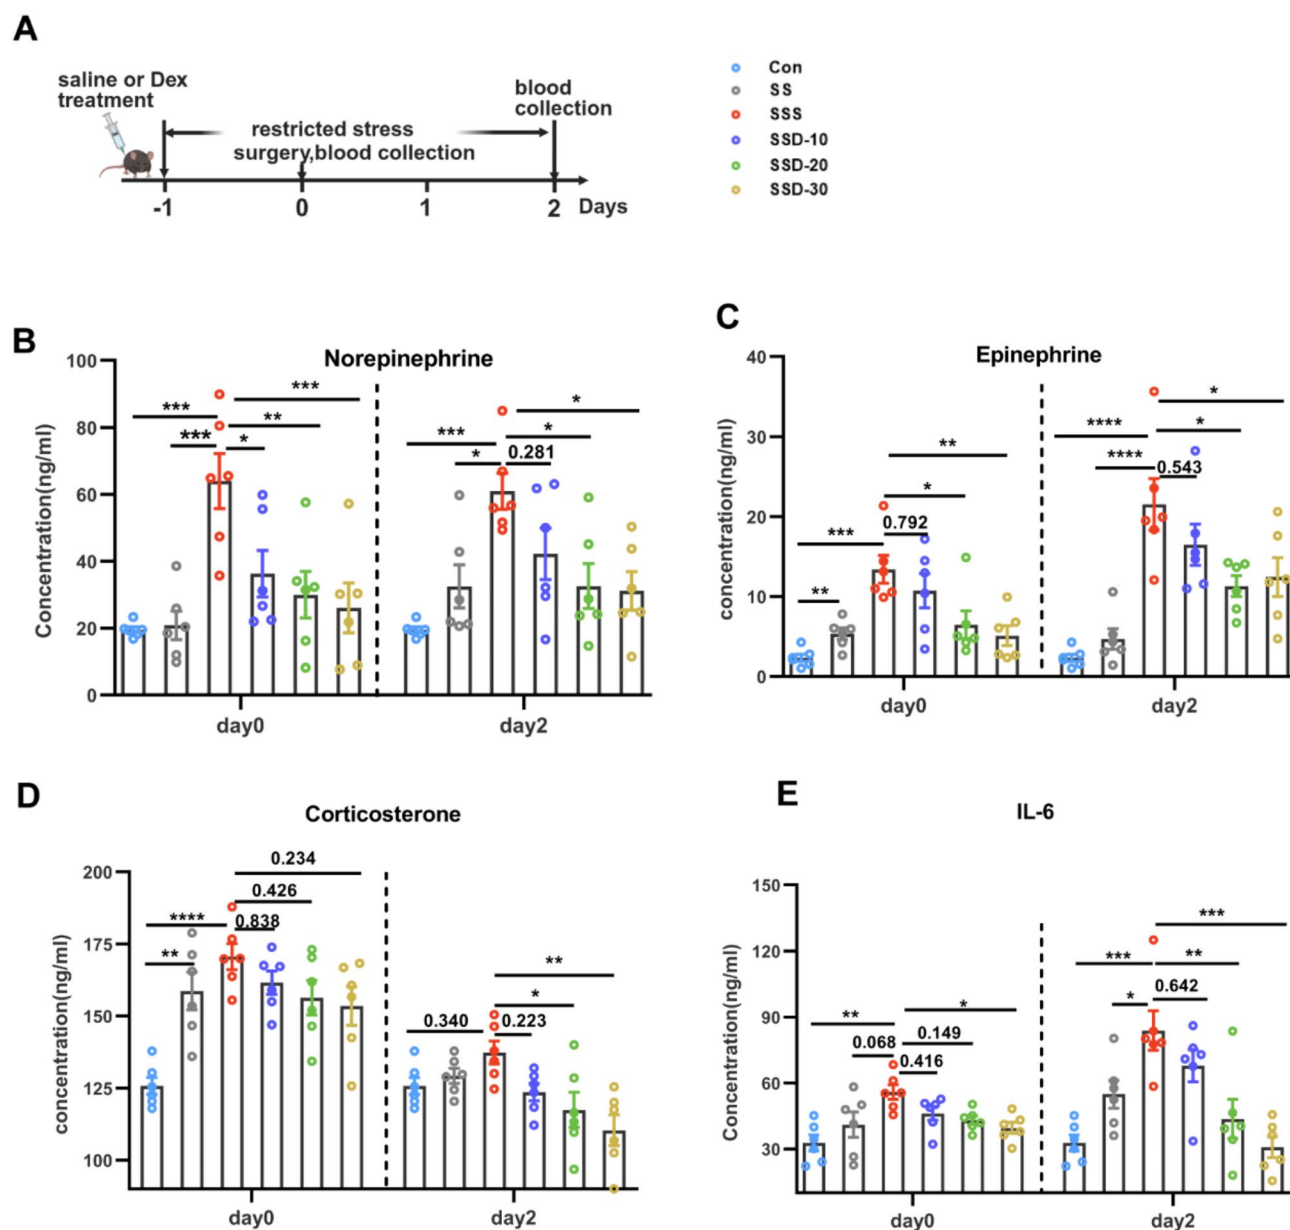 A
saline or Dex
treatment
blood
collection
restricted stress
surgery,blood collection
-1 0 1 2 Days
Con
SS
SSS
SSD-10
SSD-20
SSD-30
B
Norepinephrine
Concentration(ng/ml)
100
80
60
40
20
0
***
***
**
*
***
***
*
*
*
0.281
day0 day2
C
Epinephrine
concentration(ng/ml)
40
30
20
10
0
**
***
0.792
*
**
****
****
0.543
*
*
day0 day2
D
Corticosterone
concentration(ng/ml)
200
175
150
125
100
0.234
0.426
0.838
****
**
**
*
0.340
0.223
day0 day2
E
IL-6
Concentration(ng/ml)
150
120
90
60
30
**
0.068
0.416
0.149
*
***
***
**
0.642
*
day0 day2